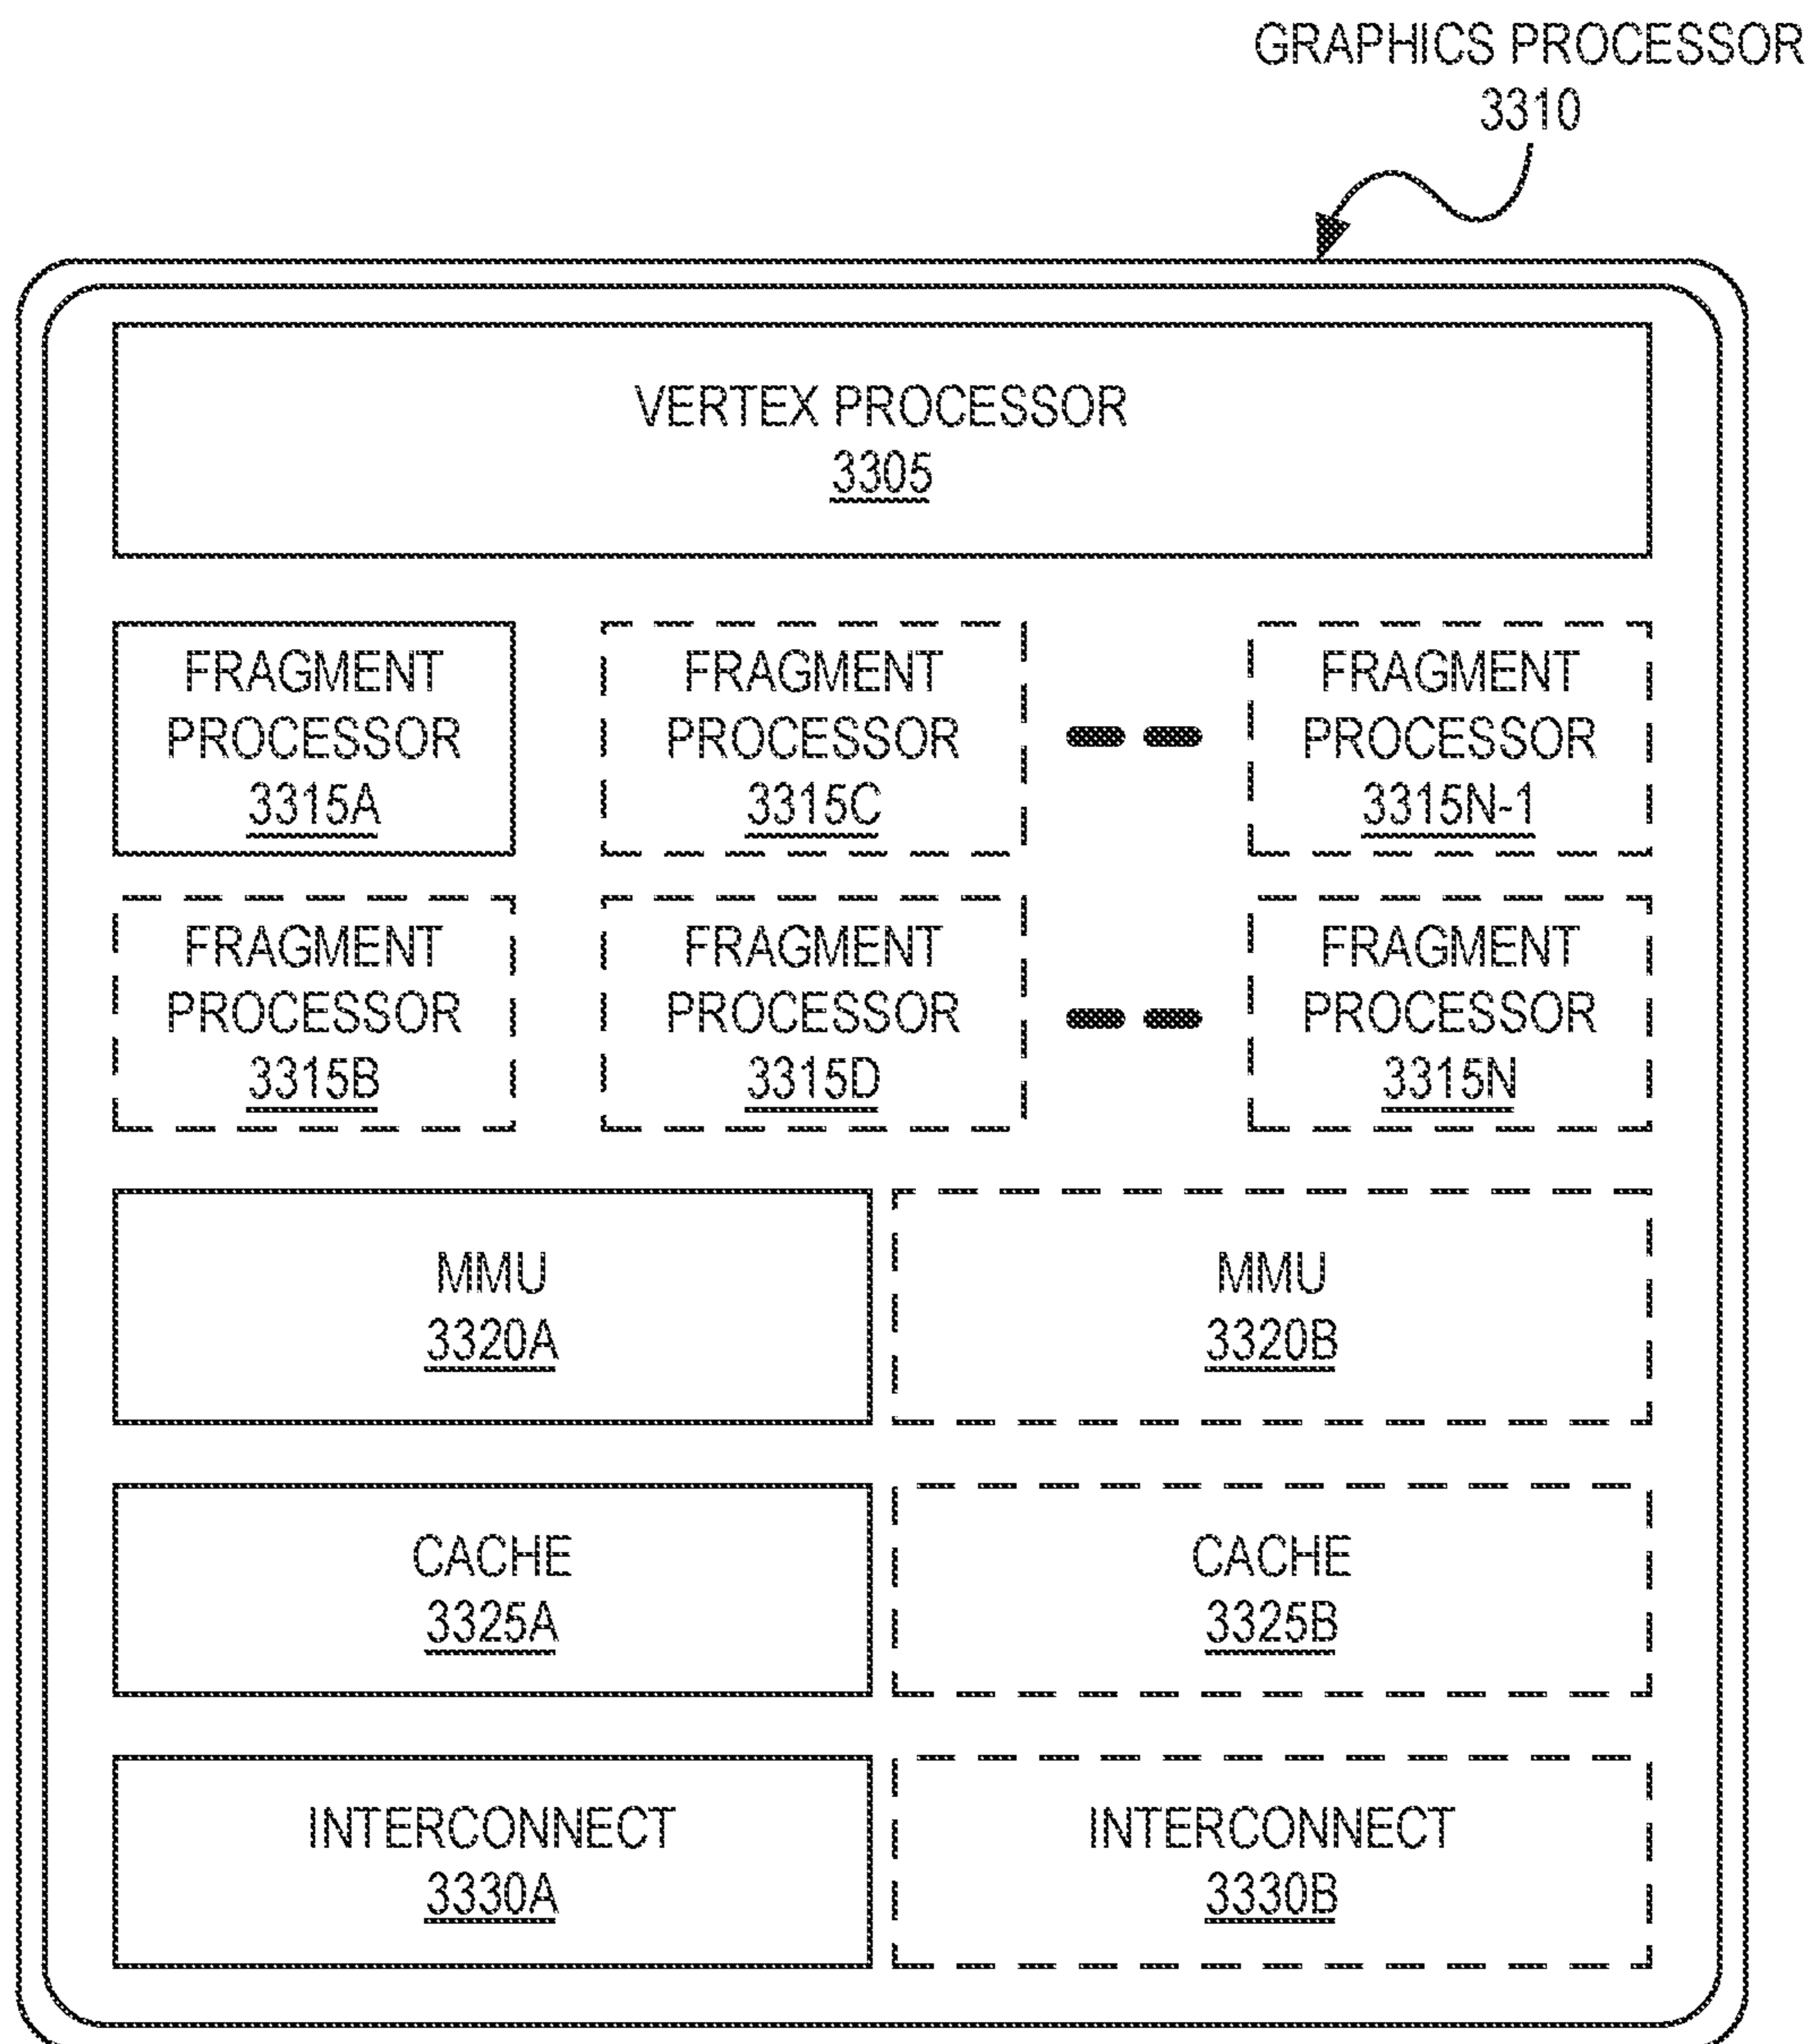 GRAPHICS PROCESSOR
3310
VERTEX PROCESSOR
3305
FRAGMENT
PROCESSOR
3315A
FRAGMENT
PROCESSOR
3315C
FRAGMENT
PROCESSOR
3315N-1
FRAGMENT
PROCESSOR
3315B
FRAGMENT
PROCESSOR
3315D
FRAGMENT
PROCESSOR
3315N
MMU
3320A
MMU
3320B
CACHE
3325A
CACHE
3325B
INTERCONNECT
3330A
INTERCONNECT
3330B